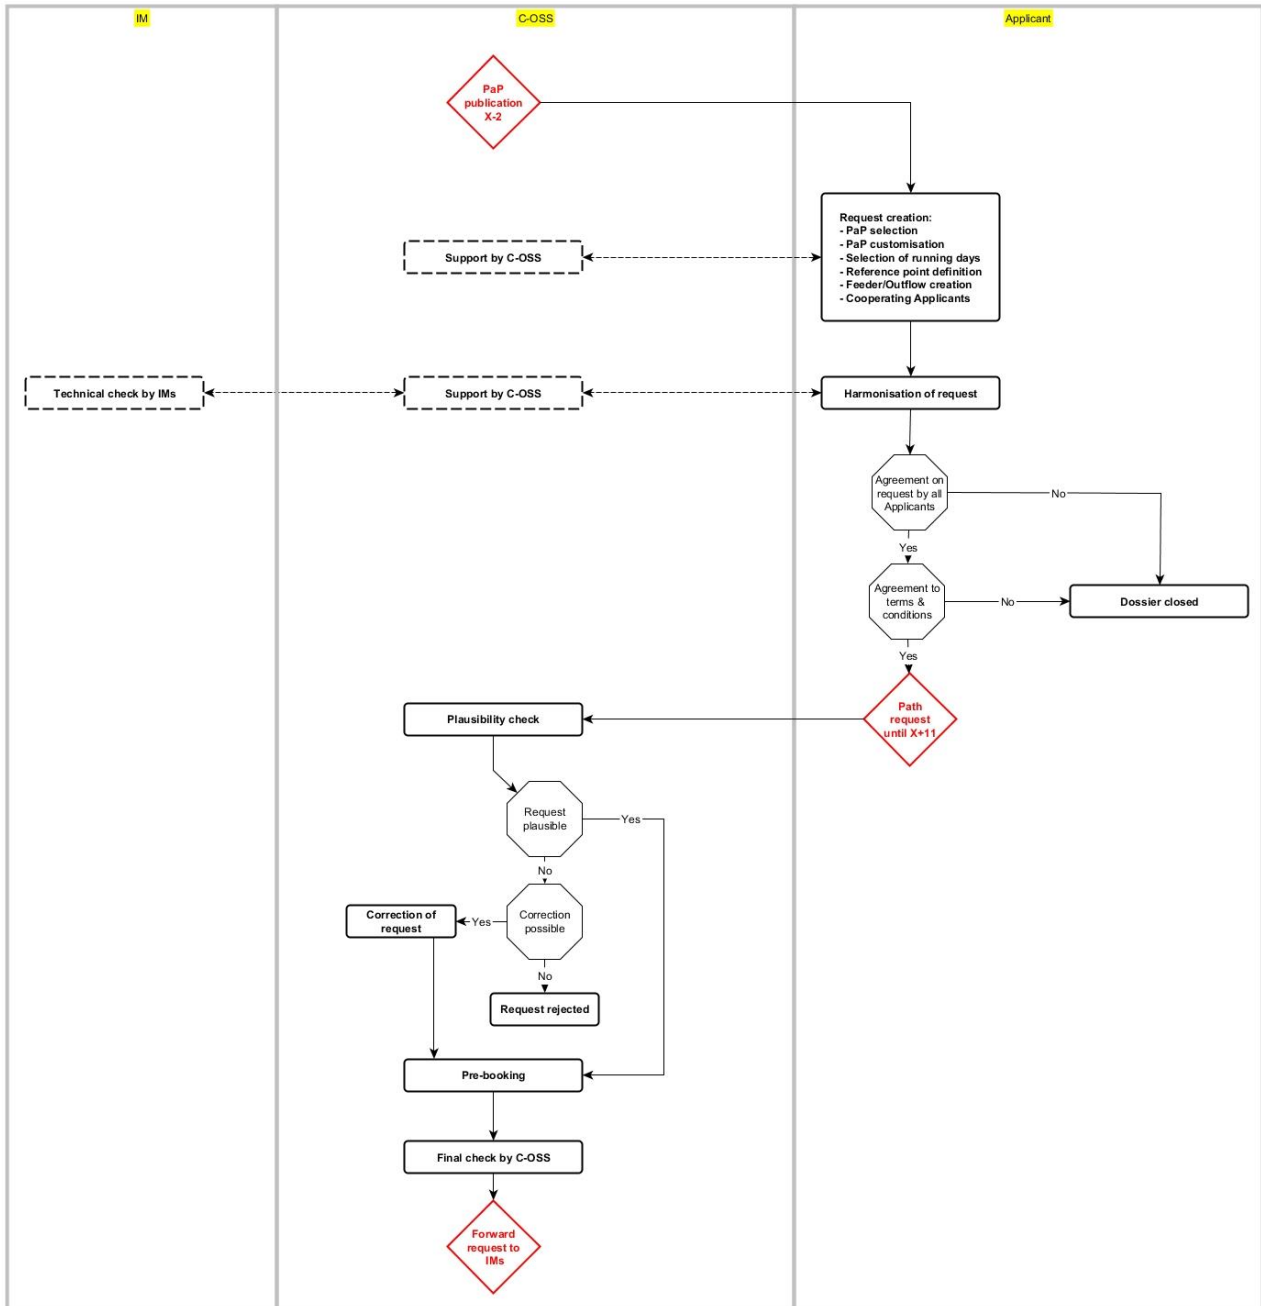 IM
C-OSS
Applicant
PaP
publication
X-2
Request creation:
- PaP selection
- PaP customisation
- Selection of running days
- Reference point definition
- Feeder/Outflow creation
- Cooperating Applicants
Support by C-OSS
Technical check by IMs
Support by C-OSS
Harmonisation of request
Agreement on
request by all
Applicants
No
Yes
Agreement to
terms &
conditions
No
Dossier closed
Yes
Path
request
until X+11
Plausibility check
Request
plausible
Yes
No
Correction
possible
Yes
Correction of
request
No
Request rejected
Pre-booking
Final check by C-OSS
Forward
request to
IMs